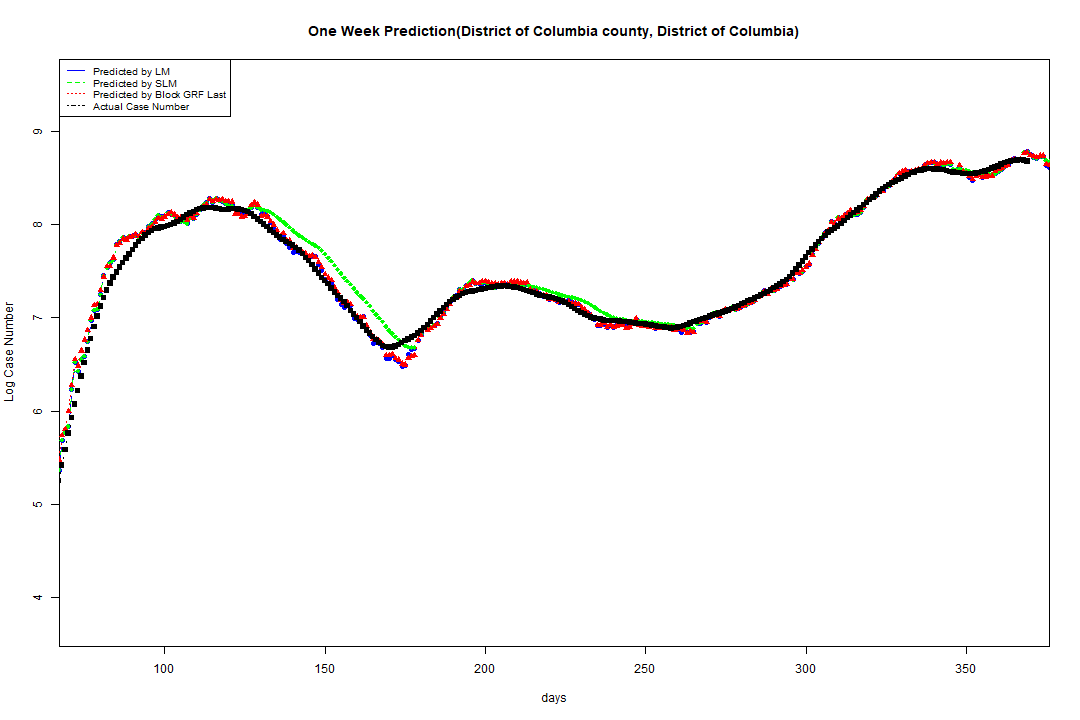 One Week Prediction(District of Columbia county, District of Columbia)
Predicted by LM
Predicted by SLM
Predicted by Block GRF Last
Actual Case Number
9
8
7
6
5
4
Log Case Number
100
150
200
250
300
350
days